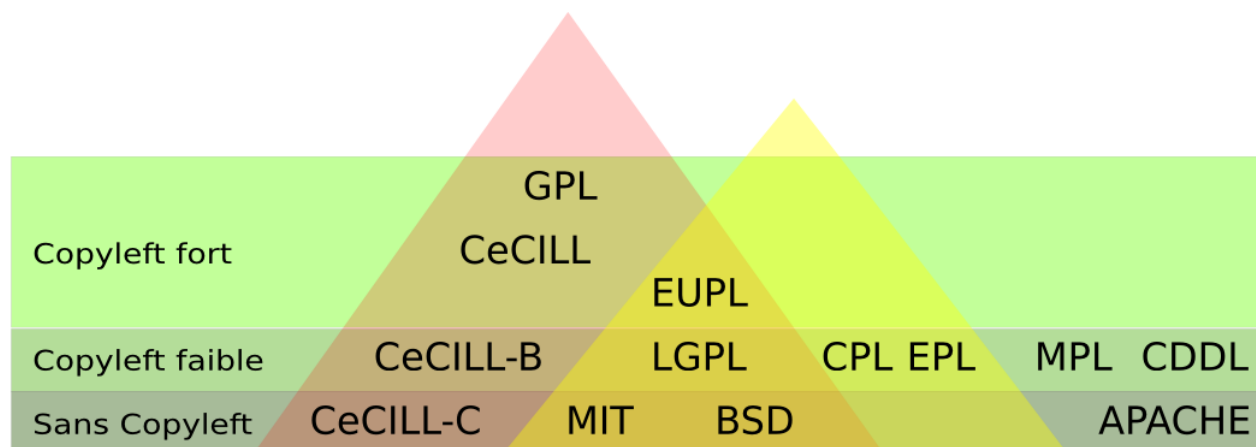 GPL
Copyleft fort CeCILL
EUPL
Copyleft faible CeCILL-B LGPL CPL EPL MPL CDDL
Sans Copyleft CeCILL-C MIT BSD APACHE